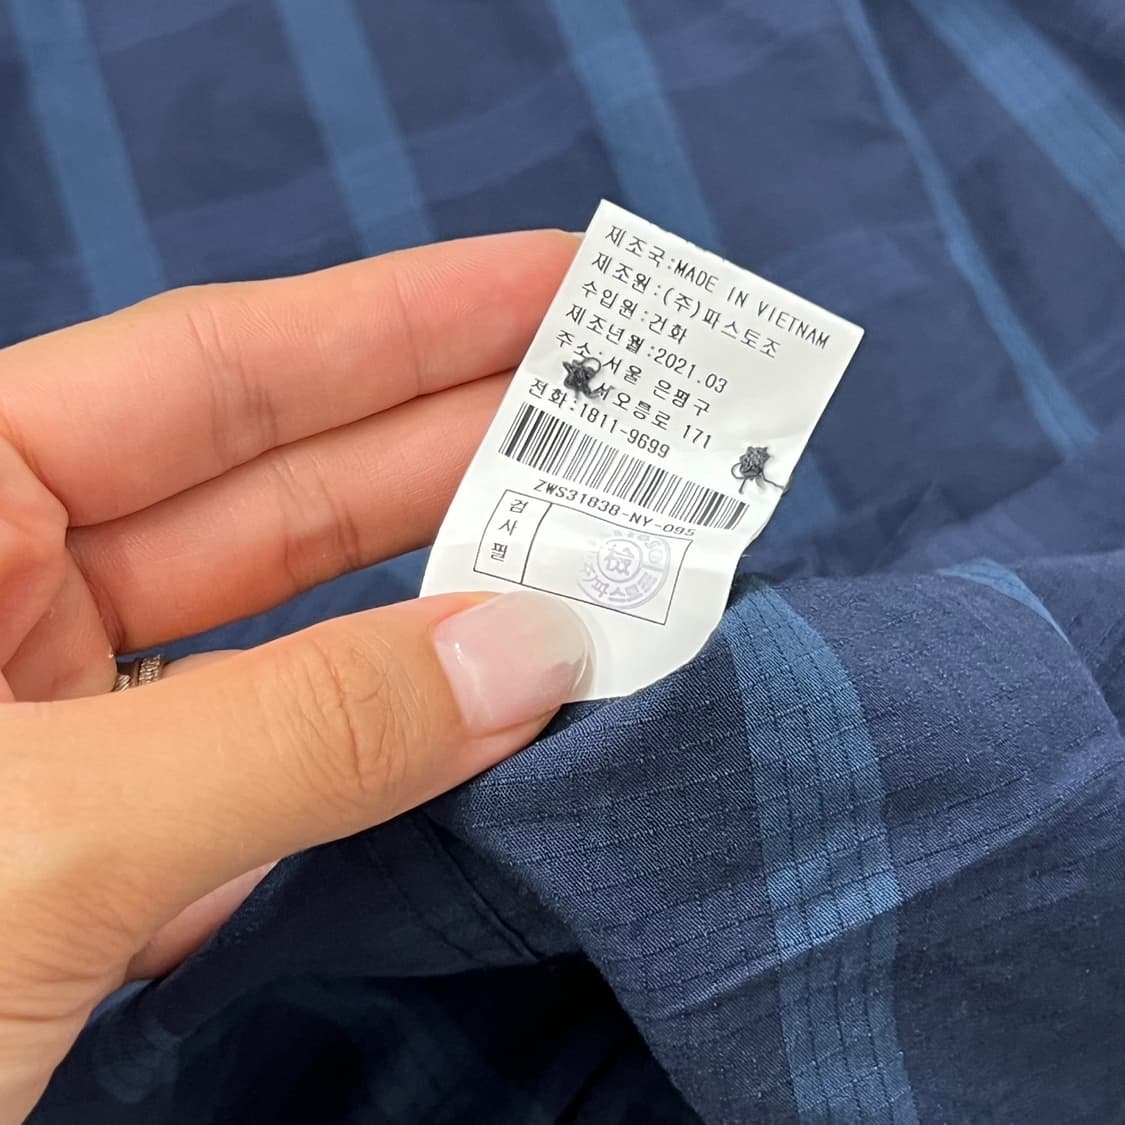 제조국:MADE IN VIETNAM
제조원:(주)파스토조
수입원:건화
제조년월:2021.03
주소:서울 은평구
서오릉로 171
전화:1811-9699
ZWS31838-NY-095
검사필
檢